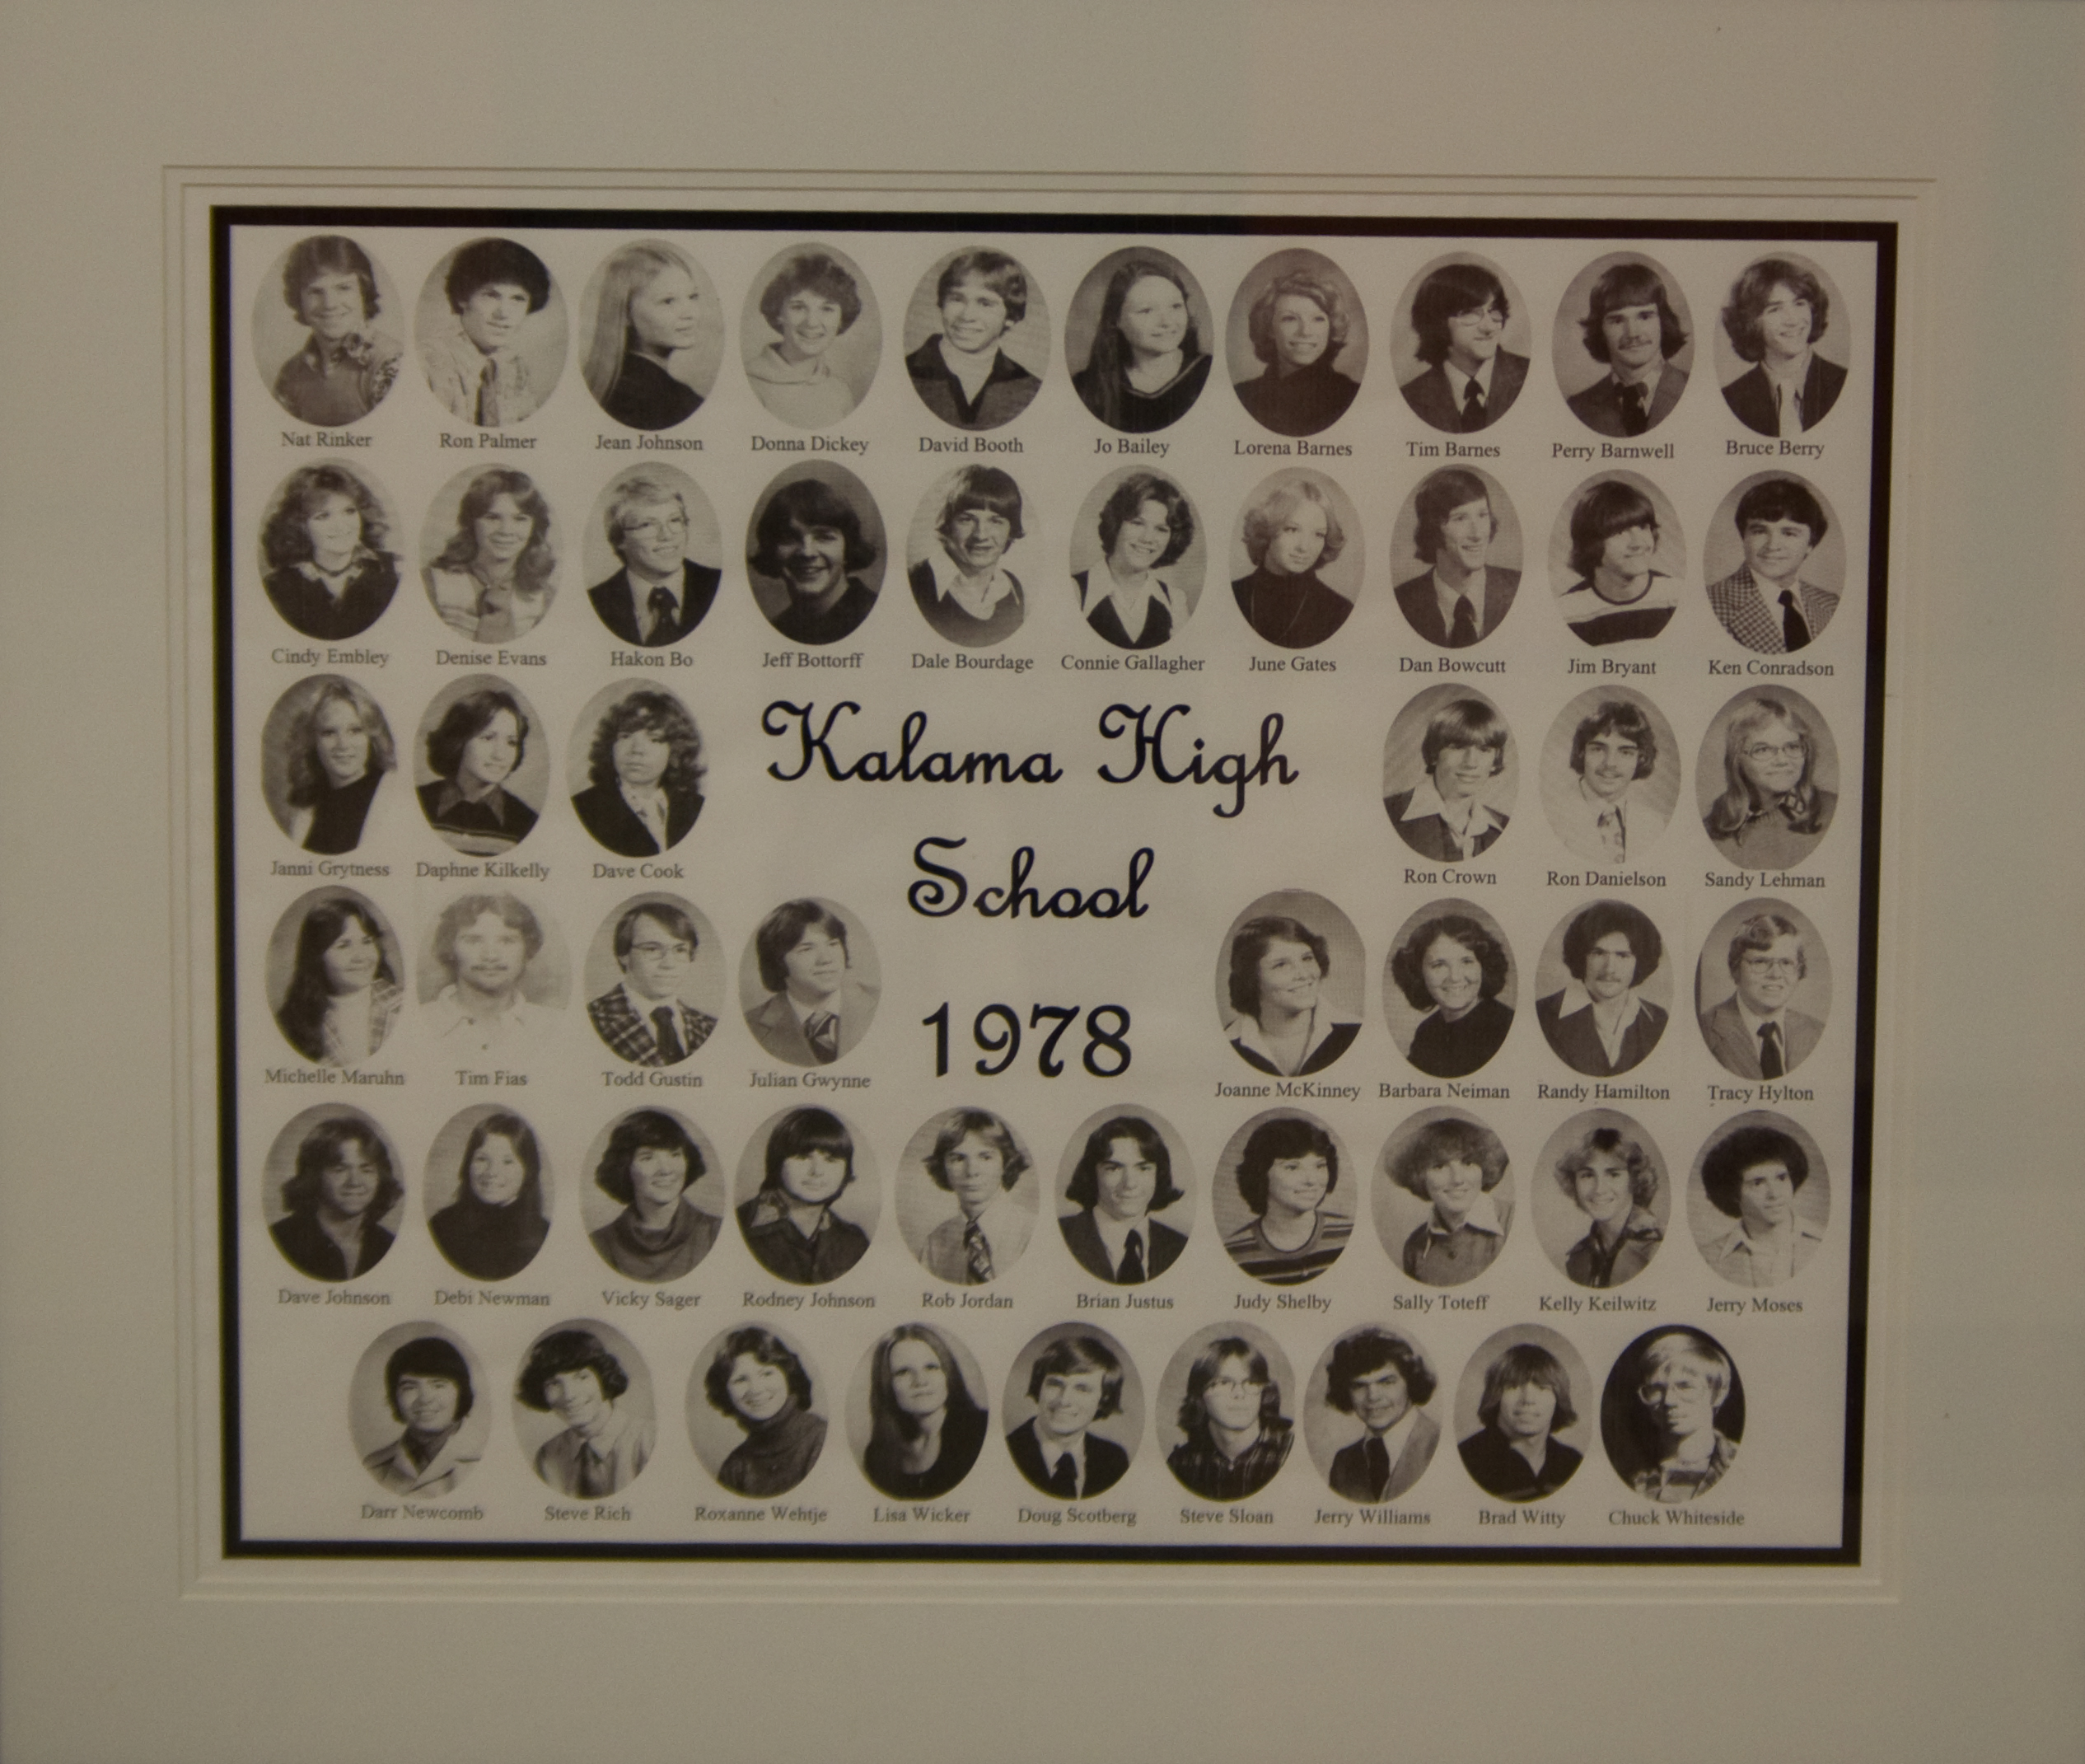 Nat Rinker Ron Palmer Jean Johnson Donna Dickey David Booth Jo Bailey Lorena Barnes Tim Barnes Perry Barnwell Bruce Berry
Cindy Embley Denise Evans Hakon Bo Jeff Bottorff Dale Bourdage Connie Gallagher June Gates Dan Bowcutt Jim Bryant Ken Conradson
Kalama High
Janni Grytness Daphne Kilkelly Dave Cook Ron Crown Ron Danielson Sandy Lehman
School
1978
Michelle Maruhn Tim Fias Todd Gustin Julian Gwynne Joanne McKinney Barbara Neiman Randy Hamilton Tracy Hylton
Dave Johnson Debi Newman Vicky Sager Rodney Johnson Rob Jordan Brian Justus Judy Shelby Sally Toteff Kelly Keilwitz Jerry Moses
Darr Newcomb Steve Rich Roxanne Wehtje Lisa Wicker Doug Scotberg Steve Sloan Jerry Williams Brad Witty Chuck Whiteside